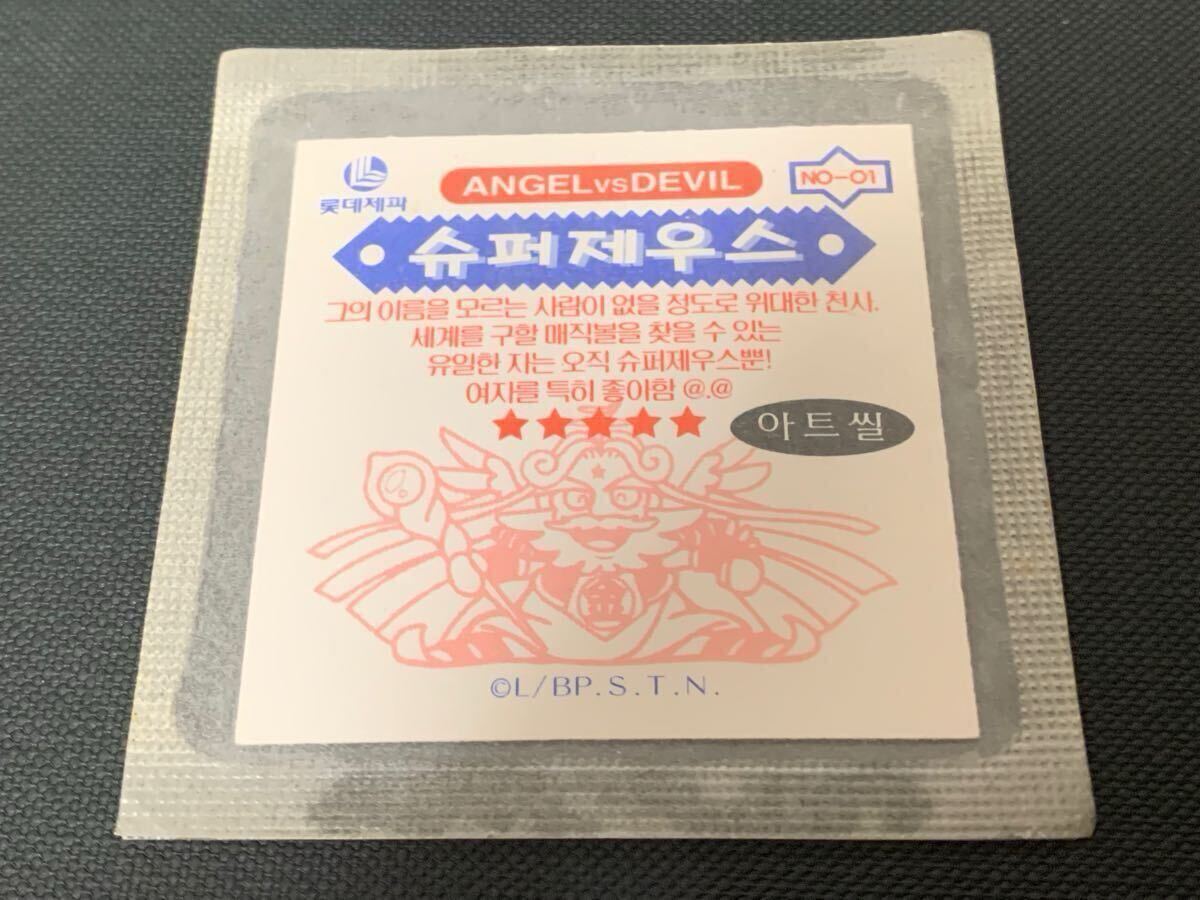 롯데제과
ANGEL VS DEVIL
NO-01
슈퍼제우스
그의 이름을 모르는 사람이 없을 정도로 위대한 천사.
세계를 구할 매직볼을 찾을 수 있는
유일한 자는 오직 슈퍼제우스뿐!
여자를 특히 좋아함 @.@
아트씰
金
©L/BP.S.T.N.